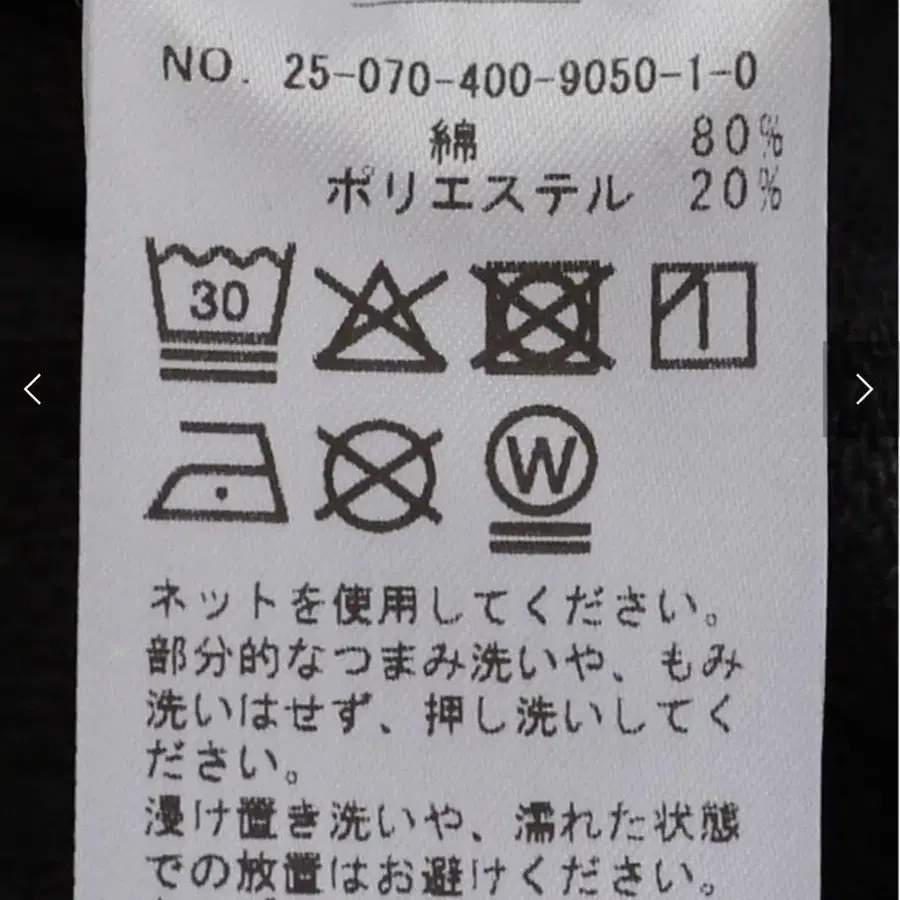 NO. 25-070-400-9050-1-0
綿 80%
ポリエステル 20%
30
W
ネットを使用してください。
部分的なつまみ洗いや、もみ
洗いはせず、押し洗いしてく
ださい。
浸け置き洗いや、濡れた状態
での放置はお避けください。